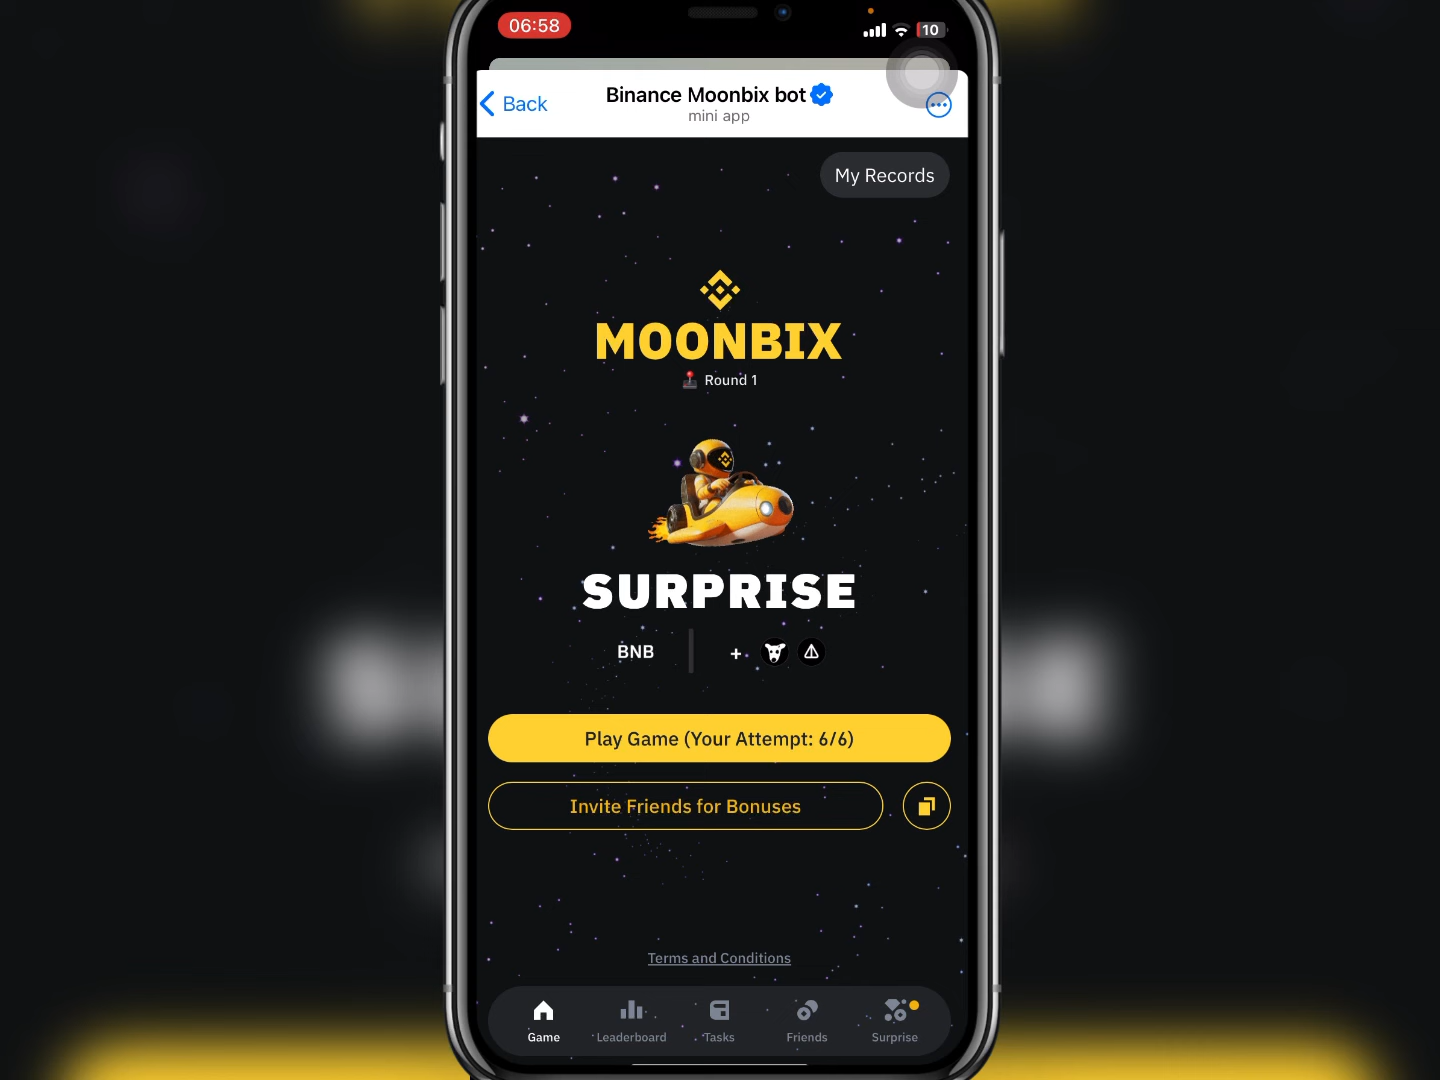 06:58
10
Back
Binance Moonbix bot
mini app
My Records
MOONBIX
Round 1
SURPRISE
BNB
+
Play Game (Your Attempt: 6/6)
Invite Friends for Bonuses
Terms and Conditions
Game
Leaderboard
Tasks
Friends
Surprise